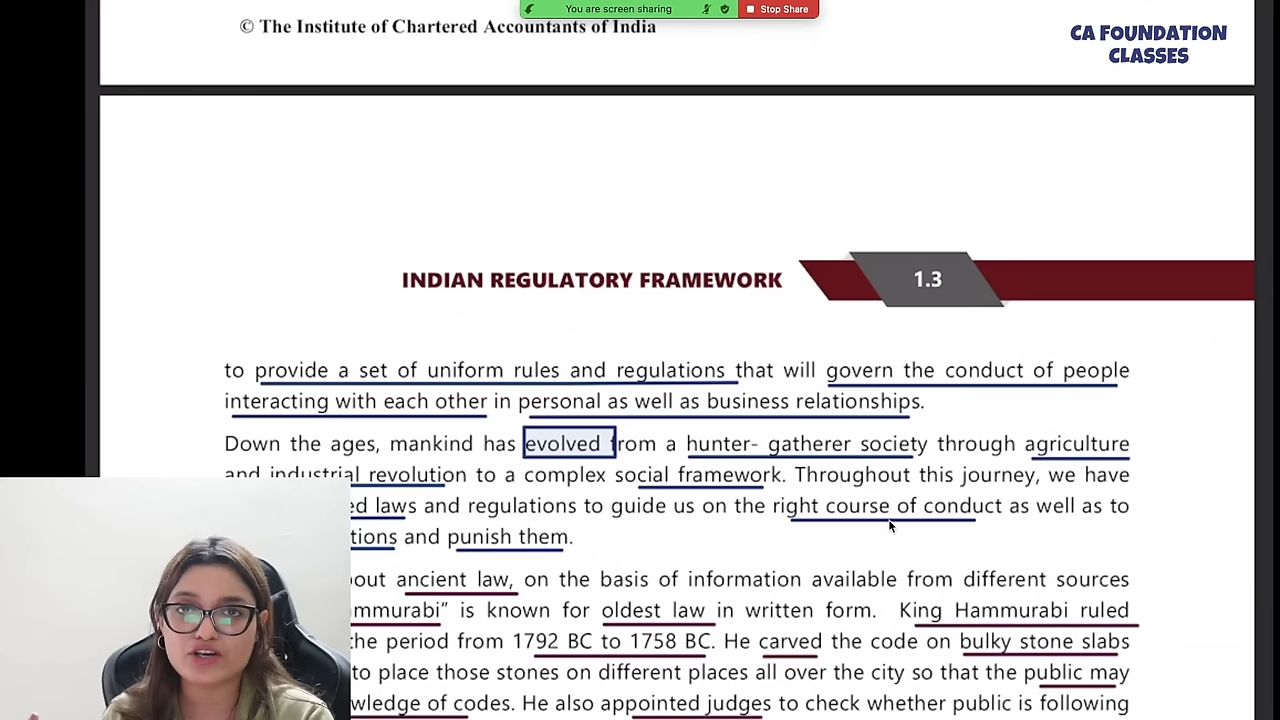 You are screen sharing
Stop Share
© The Institute of Chartered Accountants of India
CA FOUNDATION
CLASSES
INDIAN REGULATORY FRAMEWORK
1.3
to provide a set of uniform rules and regulations that will govern the conduct of people
interacting with each other in personal as well as business relationships.
Down the ages, mankind has evolved from a hunter- gatherer society through agriculture
and industrial revolution to a complex social framework. Throughout this journey, we have
laws and regulations to guide us on the right course of conduct as well as to
and punish them.
ancient law, on the basis of information available from different sources
is known for oldest law in written form. King Hammurabi ruled
the period from 1792 BC to 1758 BC. He carved the code on bulky stone slabs
to place those stones on different places all over the city so that the public may
of codes. He also appointed judges to check whether public is following